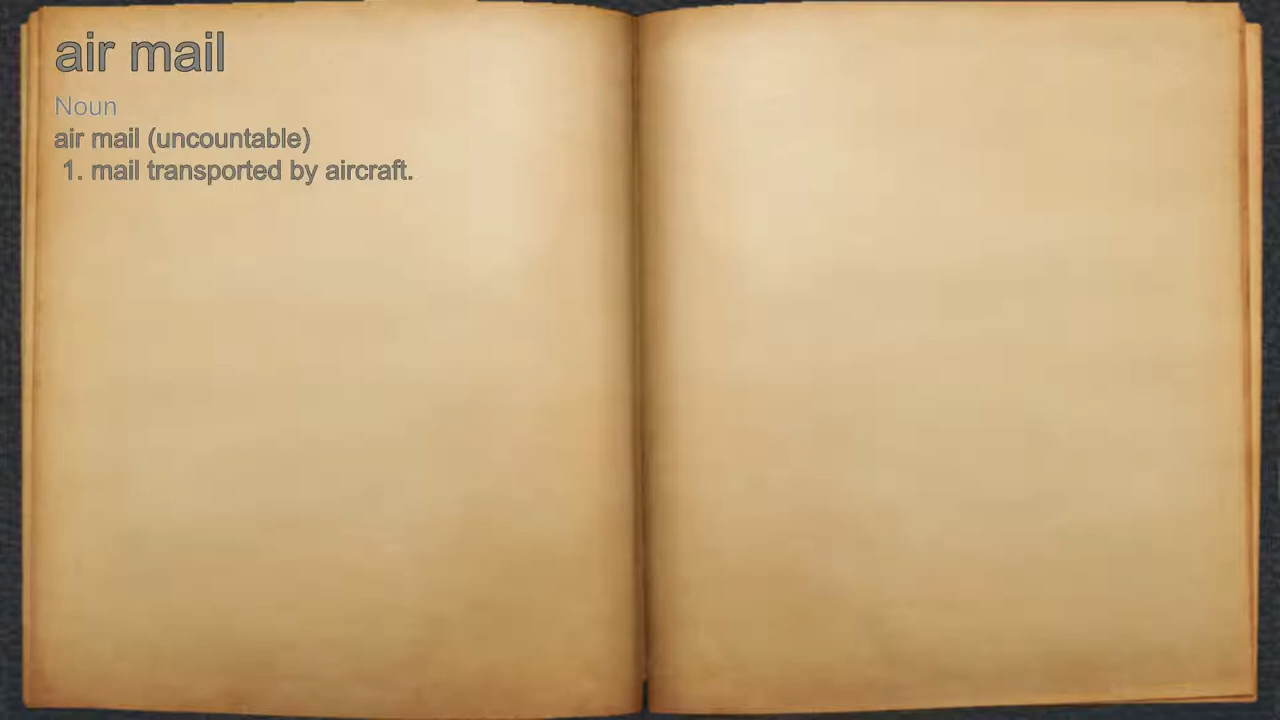 air mail
Noun
air mail (uncountable)
1. mail transported by aircraft.